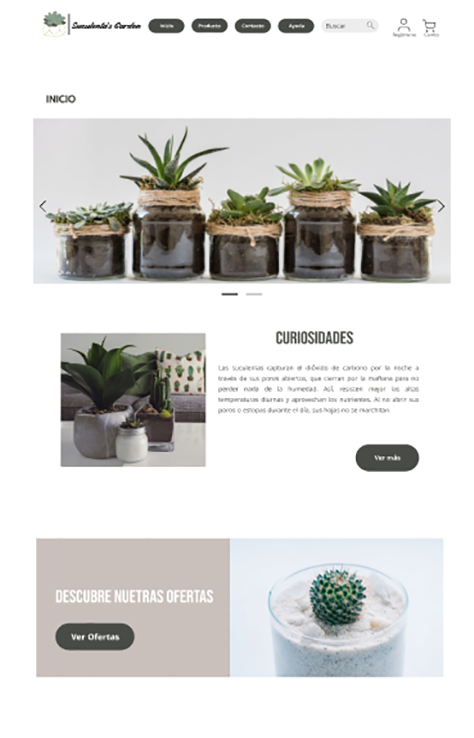 Succulento's Garden
Inicio
Producto
Contacto
Ayuda
Buscar
Registrarse
Carrito
INICIO
CURIOSIDADES
Las suculentas capturan el dióxido de carbono por la noche a
través de sus poros abiertos, que cierran por la mañana para no
perder nada de la humedad. Así, resisten mejor las altas
temperaturas diurnas y aprovechan los nutrientes. Al no abrir sus
poros o estopas durante el día, sus hojas no se marchitan.
Ver más
DESCUBRE NUETRAS OFERTAS
Ver Ofertas